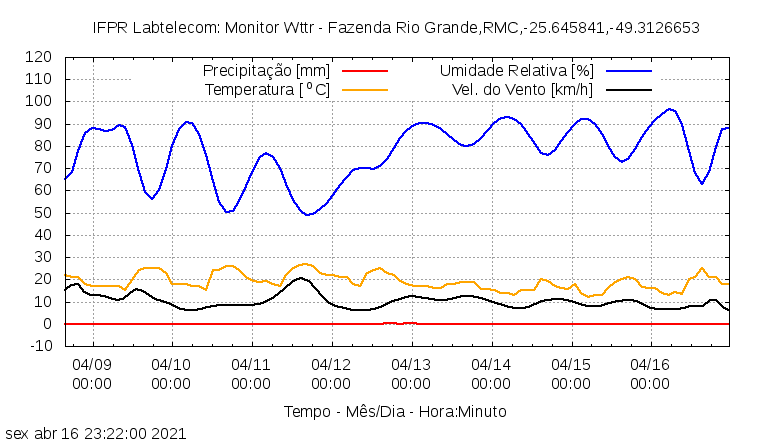 IFPR Labtelecom: Monitor Wttr - Fazenda Rio Grande,RMC,-25.645841,-49.3126653
120
110
100
90
80
70
60
50
40
30
20
10
0
-10
Precipitação [mm]
Temperatura [⁰C]
Umidade Relativa [%]
Vel. do Vento [km/h]
04/09 04/10 04/11 04/12 04/13 04/14 04/15 04/16
00:00 00:00 00:00 00:00 00:00 00:00 00:00 00:00
Tempo - Mês/Dia - Hora:Minuto
sex abr 16 23:22:00 2021